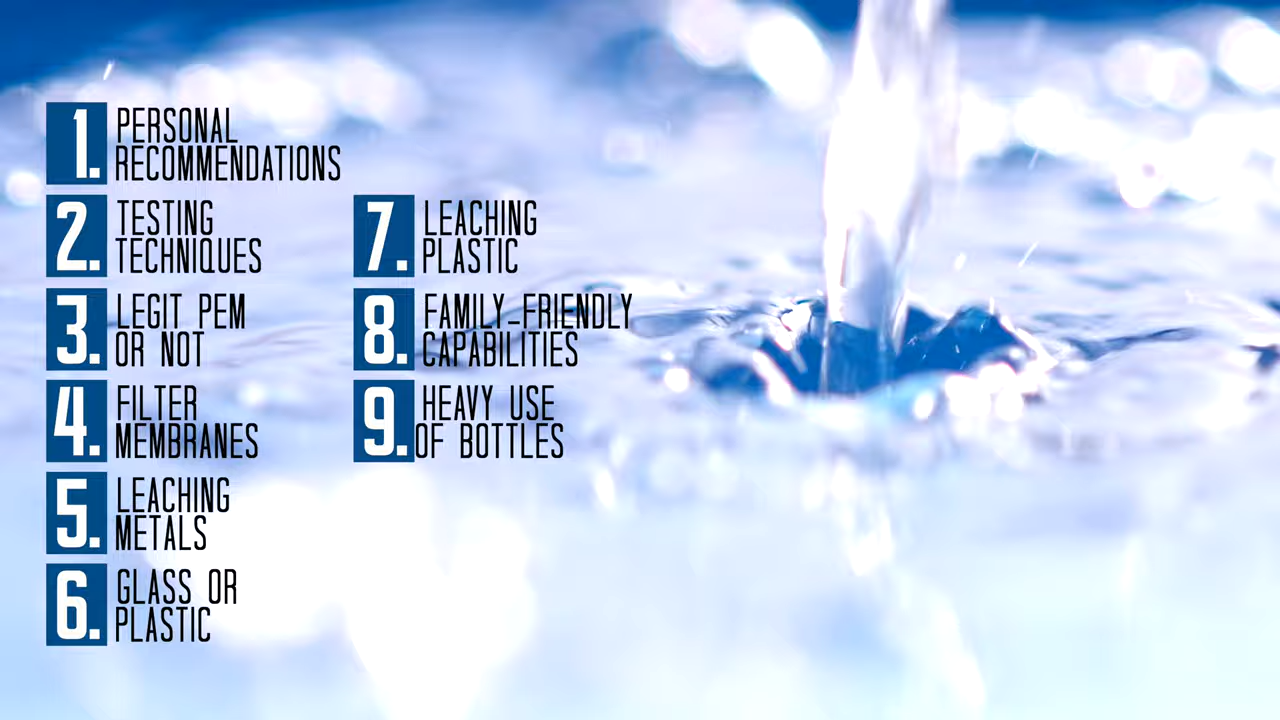 1. PERSONAL
RECOMMENDATIONS
2. TESTING
TECHNIQUES
3. LEGIT PEM
OR NOT
4. FILTER
MEMBRANES
5. LEACHING
METALS
6. GLASS OR
PLASTIC
7. LEACHING
PLASTIC
8. FAMILY-FRIENDLY
CAPABILITIES
9. HEAVY USE
OF BOTTLES